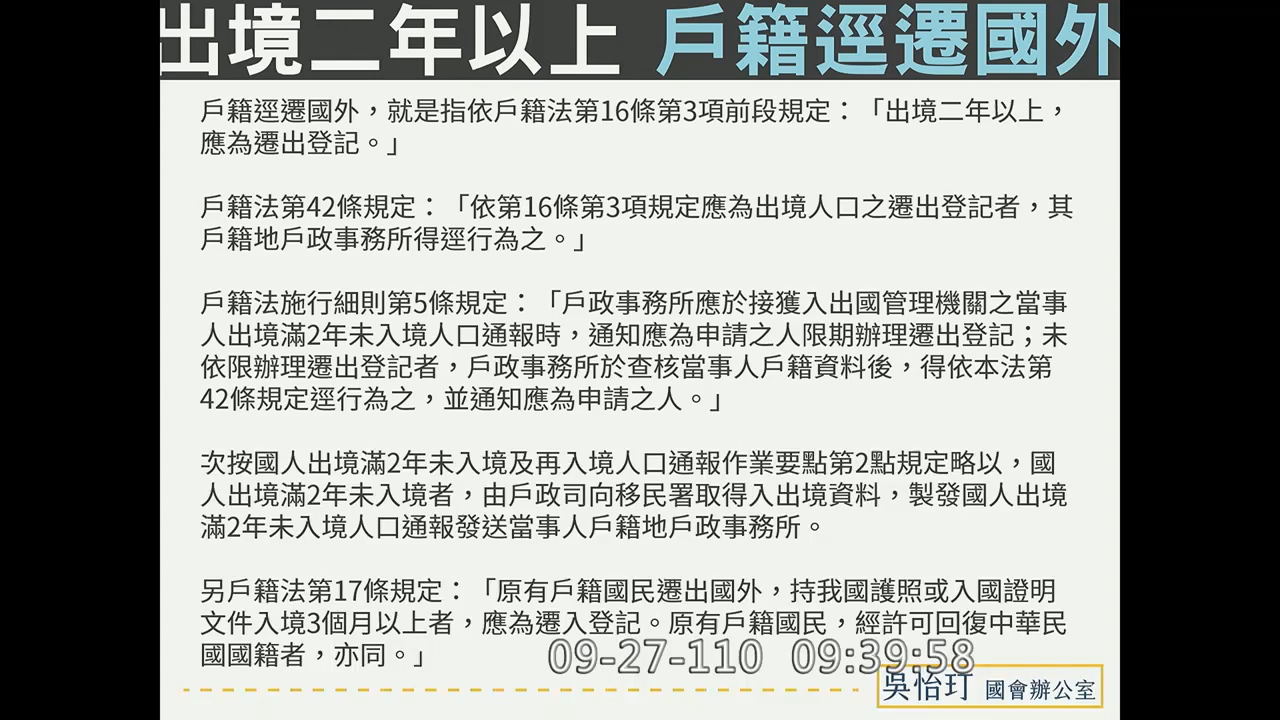 出境二年以上 戶籍逕遷國外
戶籍逕遷國外，就是指依戶籍法第16條第3項前段規定：「出境二年以上，
應為遷出登記。」
戶籍法第42條規定：「依第16條第3項規定應為出境人口之遷出登記者，其
戶籍地戶政事務所得逕行為之。」
戶籍法施行細則第5條規定：「戶政事務所應於接獲入出國管理機關之當事
人出境滿2年未入境人口通報時，通知應為申請之人限期辦理遷出登記；未
依限辦理遷出登記者，戶政事務所於查核當事人戶籍資料後，得依本法第
42條規定逕行為之，並通知應為申請之人。」
次按國人出境滿2年未入境及再入境人口通報作業要點第2點規定略以，國
人出境滿2年未入境者，由戶政司向移民署取得入出境資料，製發國人出境
滿2年未入境人口通報發送當事人戶籍地戶政事務所。
另戶籍法第17條規定：「原有戶籍國民遷出國外，持我國護照或入國證明
文件入境3個月以上者，應為遷入登記。原有戶籍國民，經許可回復中華民
國國籍者，亦同。」
09-27-110 09:39:58
吳怡玎 國會辦公室